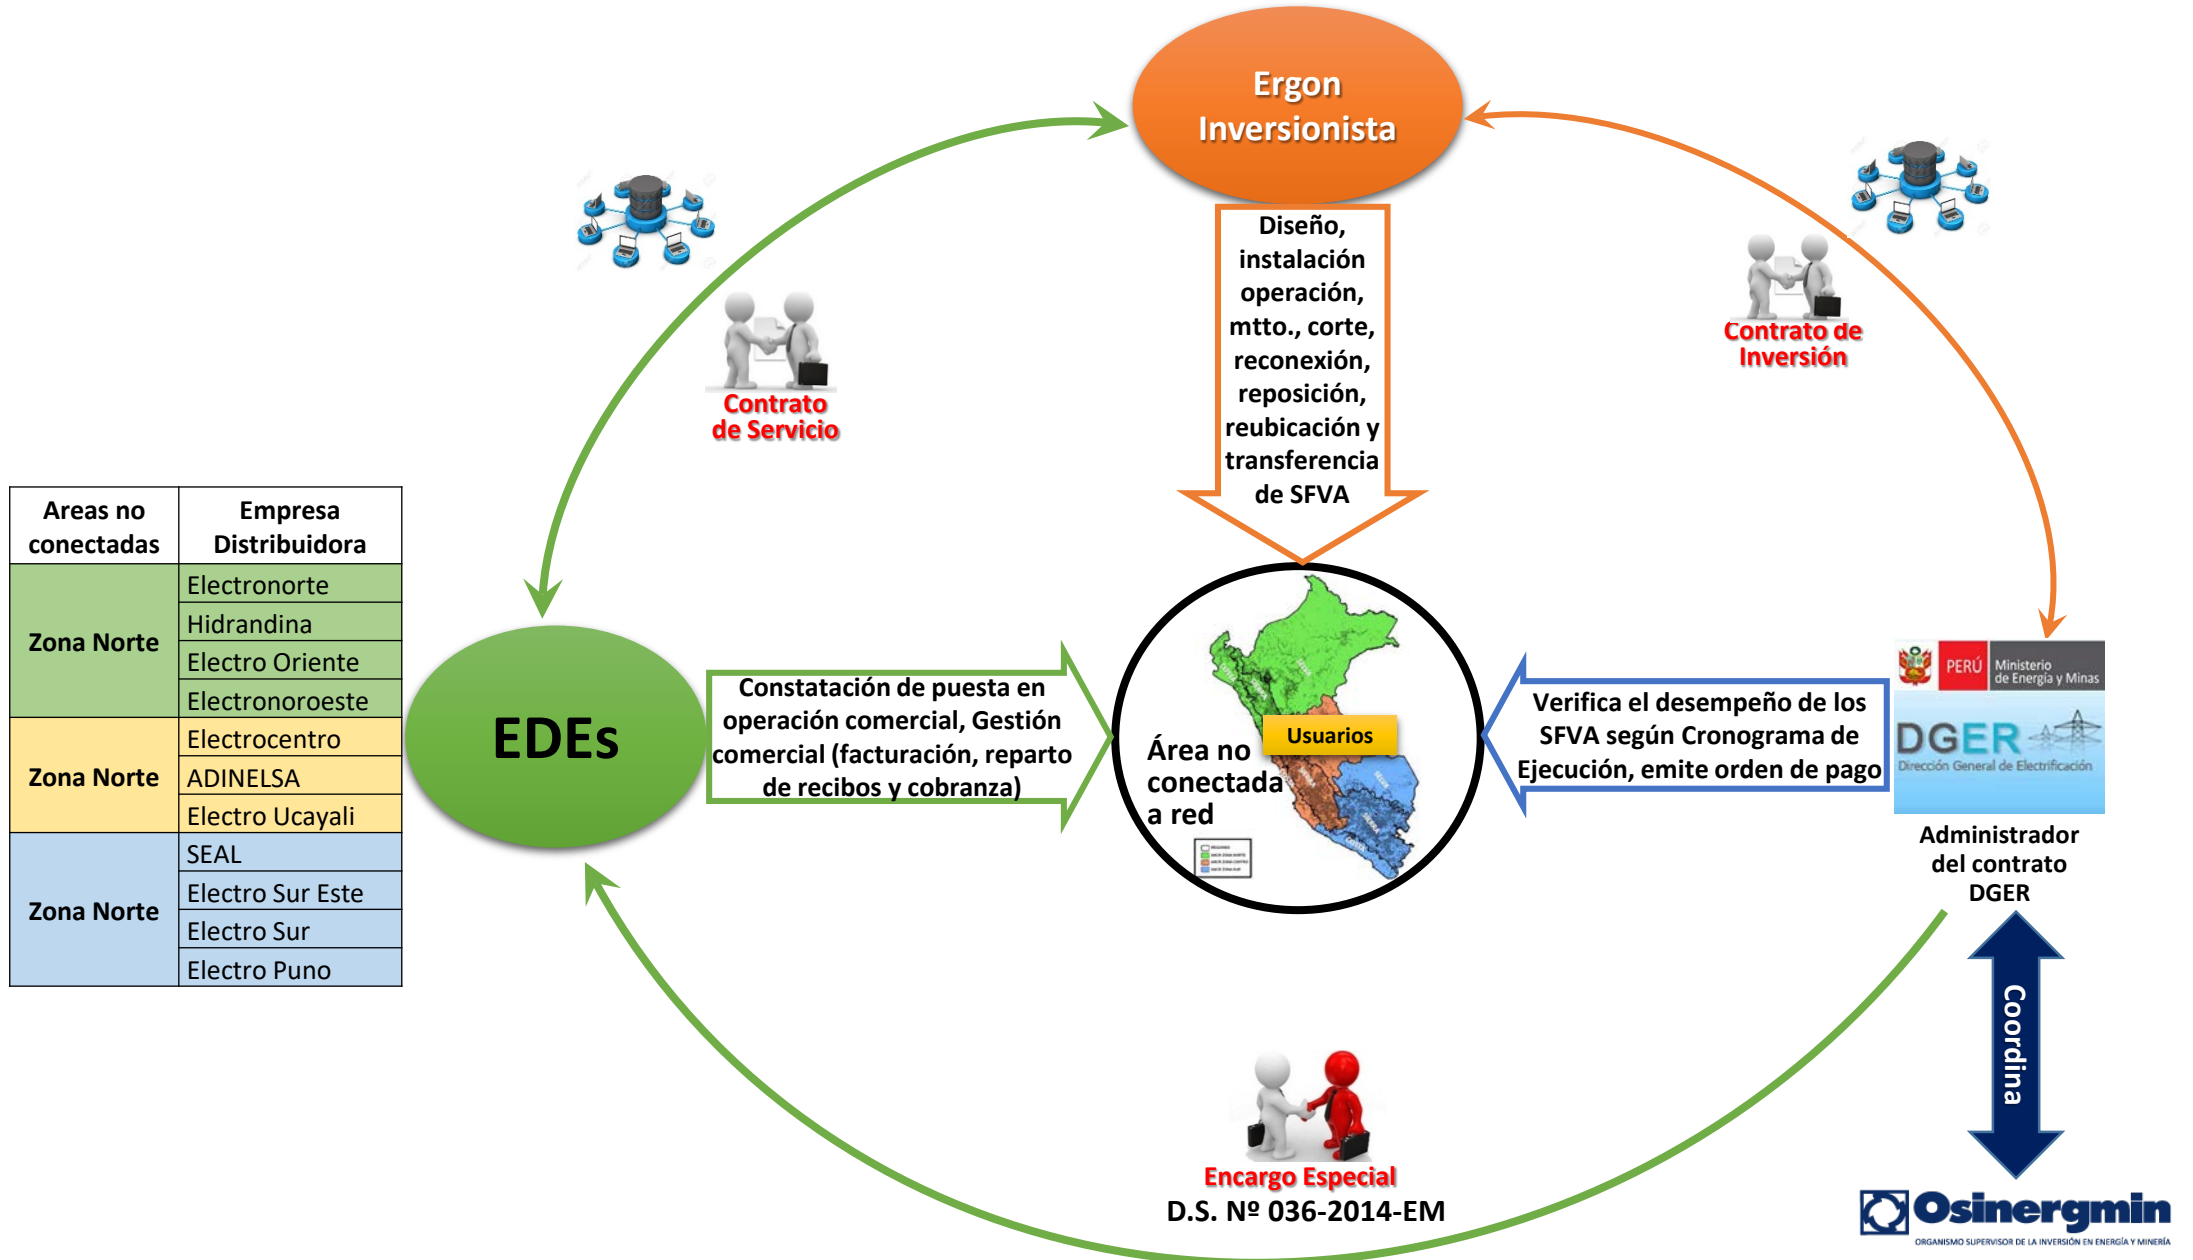 Ergon
Inversionista
Diseño,
instalación
operación,
mtto., corte,
reconexión,
reposición,
reubicación y
transferencia
de SFVA
Contrato
de Servicio
Contrato de
Inversión
Areas no
conectadas
Empresa
Distribuidora
Zona Norte
Electronorte
Hidrandina
Electro Oriente
Electronoroeste
Zona Norte
Electrocentro
ADINELSA
Electro Ucayali
Zona Norte
SEAL
Electro Sur Este
Electro Sur
Electro Puno
EDEs
Constatación de puesta en
operación comercial, Gestión
comercial (facturación, reparto
de recibos y cobranza)
Usuarios
Área no
conectada
a red
Verifica el desempeño de los
SFVA según Cronograma de
Ejecución, emite orden de pago
PERÚ
Ministerio
de Energía y Minas
DGER
Dirección General de Electrificación
Administrador
del contrato
DGER
Coordina
Encargo Especial
D.S. Nº 036-2014-EM
Osinergmin
ORGANISMO SUPERVISOR DE LA INVERSIÓN EN ENERGÍA Y MINERÍA